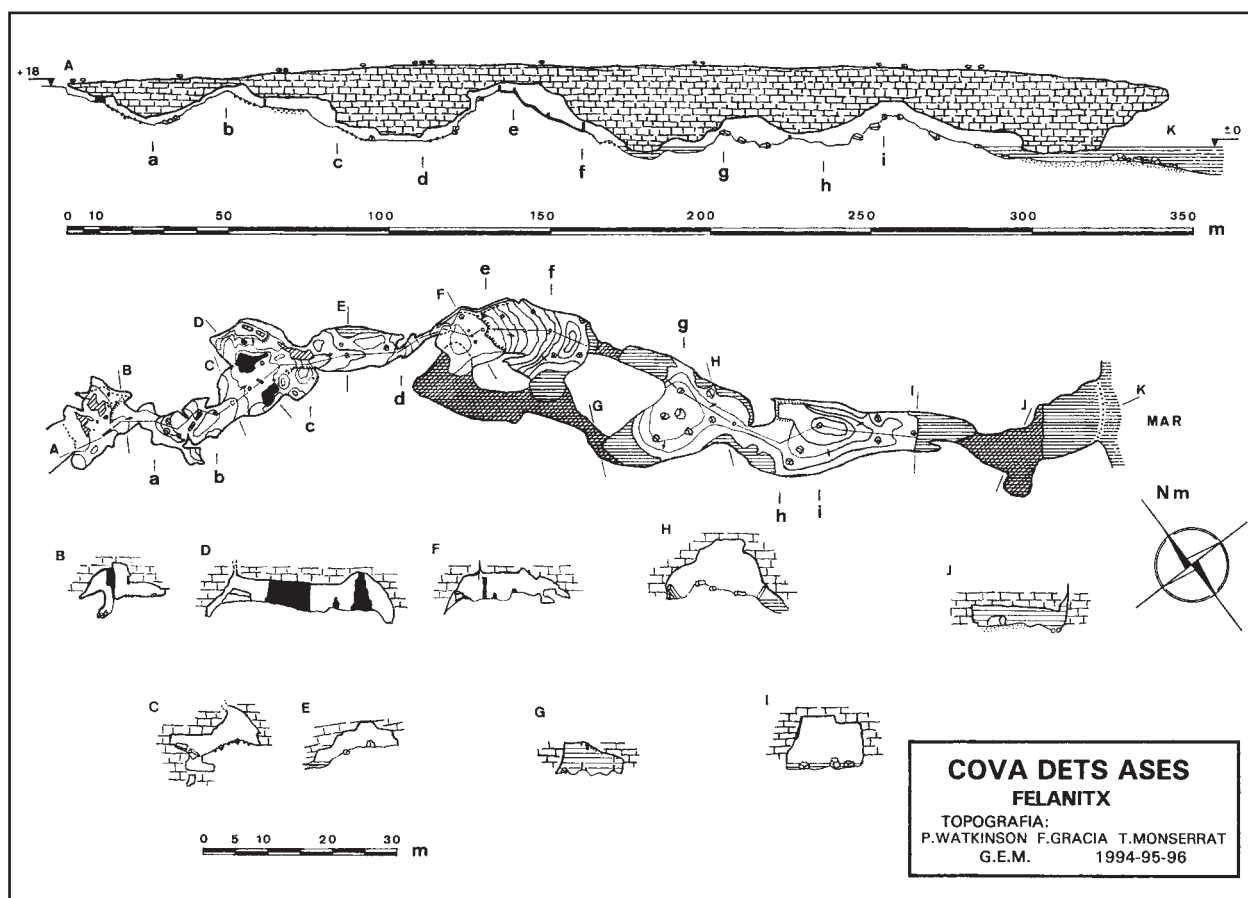 A
+18
K
±0
a
b
c
d
e
f
g
h
i
0 10 50 100 150 200 250 300 350
m
e
f
F
E
D
g
H
C
B
I
K
J
MAR
G
A
a
b
c
d
h
i
Nm
B
D
F
H
J
C
E
G
I
0 5 10 20 30
m
COVA DETS ASES
FELANITX
TOPOGRAFIA:
P.WATKINSON F.GRACIA T.MONSERRAT
G.E.M. 1994-95-96